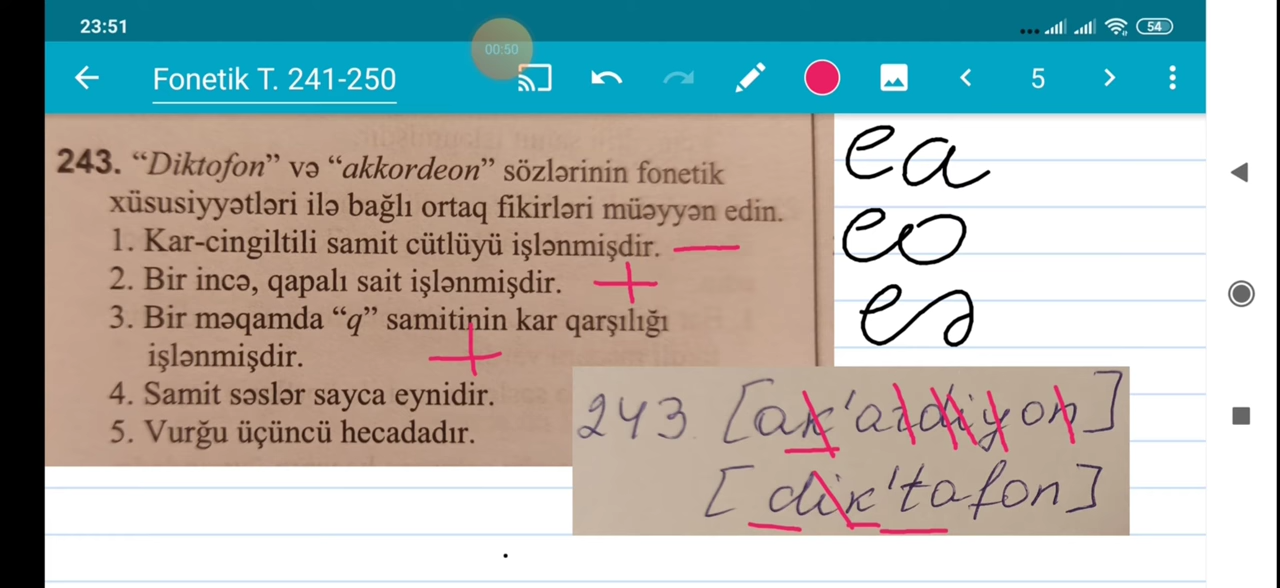 23:51
54
00:50
Fonetik T. 241-250
5
243. “Diktofon” və “akkordeon” sözlərinin fonetik
xüsusiyyətləri ilə bağlı ortaq fikirləri müəyyən edin.
1. Kar-cingiltili samit cütlüyü işlənmişdir. —
2. Bir incə, qapalı sait işlənmişdir. +
3. Bir məqamda “q” samitinin kar qarşılığı
işlənmişdir. +
4. Samit səslər sayca eynidir.
5. Vurğu üçüncü hecadadır.
ea
eo
eə
243 [aк'ardiyon]
[diк'tafon]